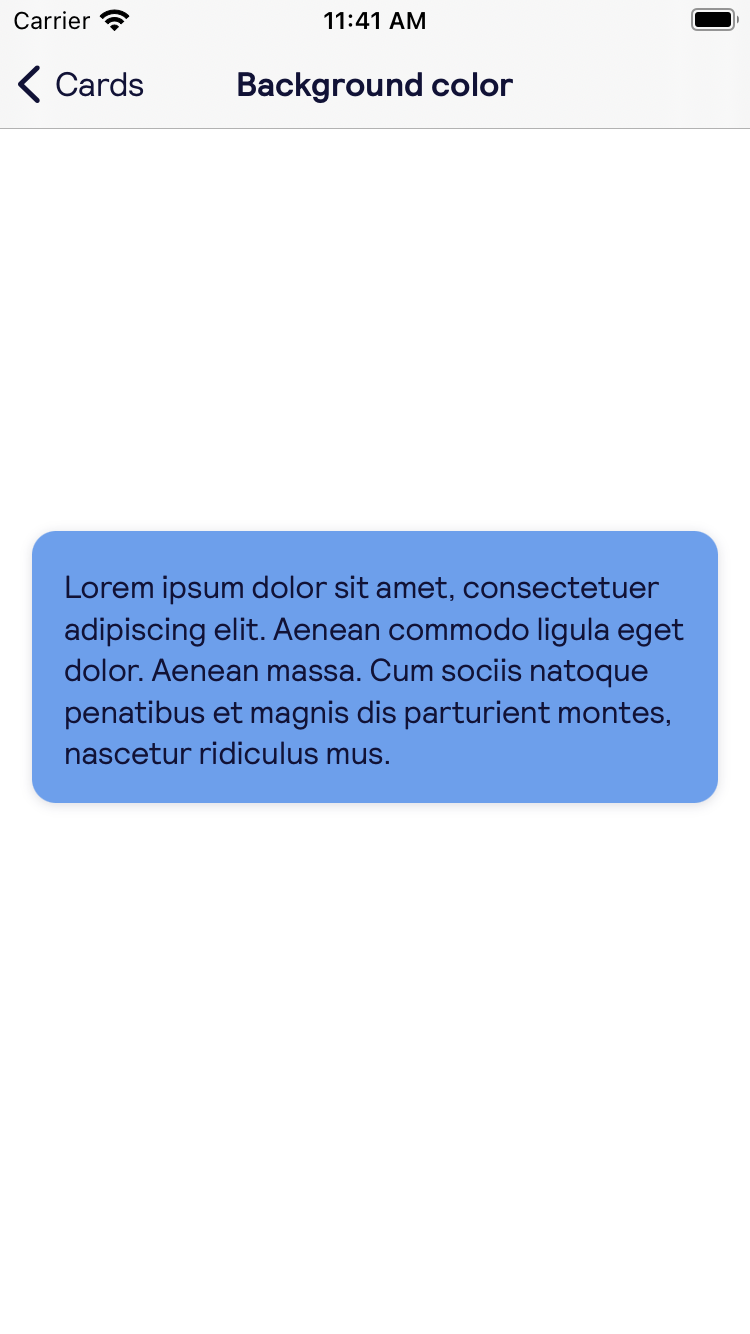 Carrier 11:41 AM
Cards Background color
Lorem ipsum dolor sit amet, consectetuer
adipiscing elit. Aenean commodo ligula eget
dolor. Aenean massa. Cum sociis natoque
penatibus et magnis dis parturient montes,
nascetur ridiculus mus.